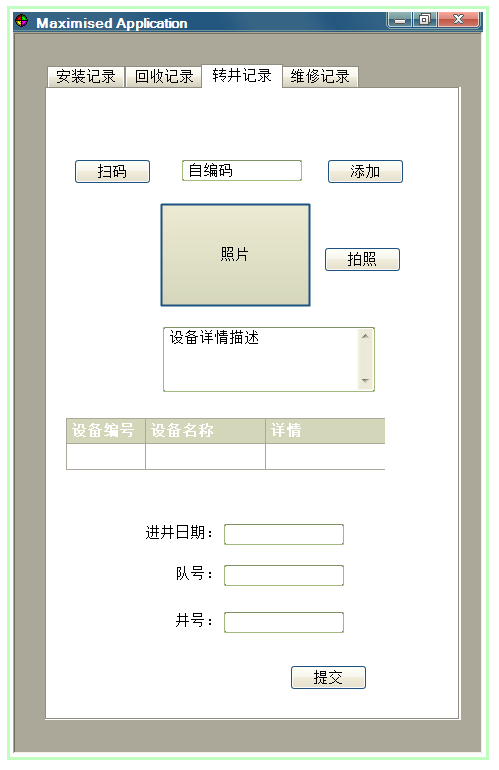 Maximised Application
安装记录 回收记录 转井记录 维修记录
扫码 自编码 添加
照片
拍照
设备详情描述
设备编号 设备名称 详情
进井日期：
队号：
井号：
提交